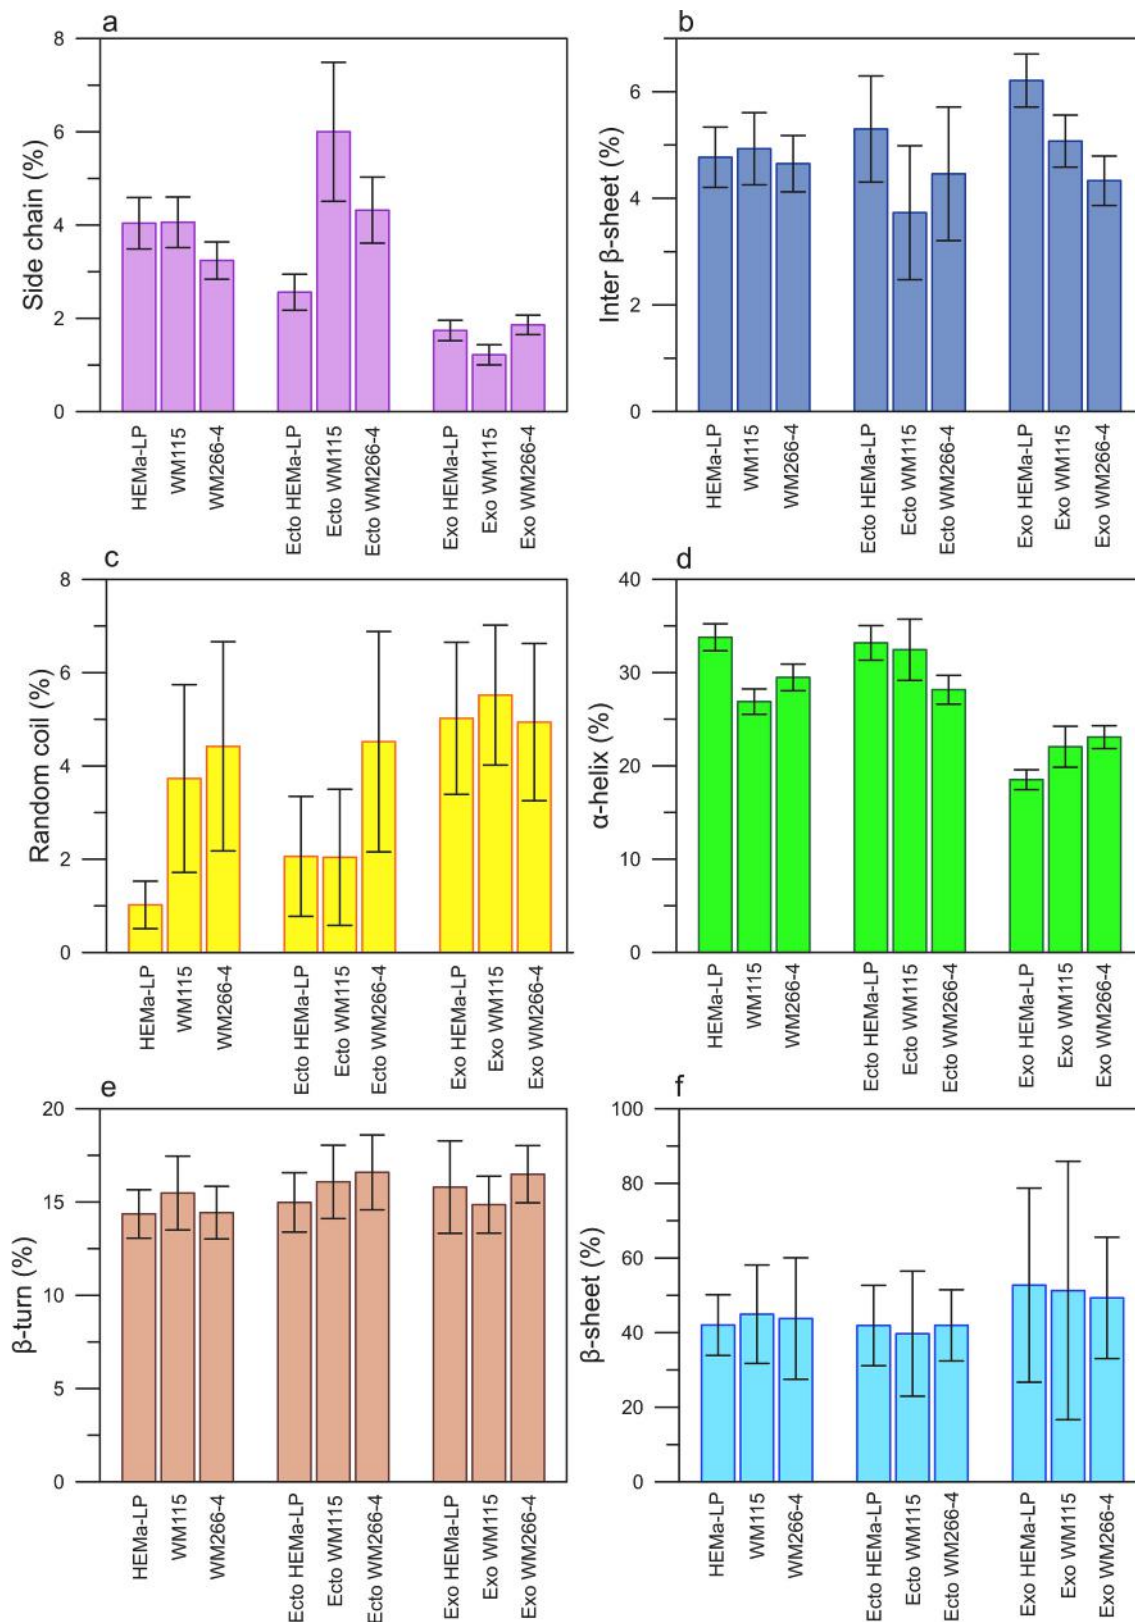 a
Side chain (%)
8
6
4
2
0
HEMa-LP
WM115
WM266-4
Ecto HEMa-LP
Ecto WM115
Ecto WM266-4
Exo HEMa-LP
Exo WM115
Exo WM266-4
b
Inter β-sheet (%)
6
4
2
0
HEMa-LP
WM115
WM266-4
Ecto HEMa-LP
Ecto WM115
Ecto WM266-4
Exo HEMa-LP
Exo WM115
Exo WM266-4
c
Random coil (%)
8
6
4
2
0
HEMa-LP
WM115
WM266-4
Ecto HEMa-LP
Ecto WM115
Ecto WM266-4
Exo HEMa-LP
Exo WM115
Exo WM266-4
d
α-helix (%)
40
30
20
10
0
HEMa-LP
WM115
WM266-4
Ecto HEMa-LP
Ecto WM115
Ecto WM266-4
Exo HEMa-LP
Exo WM115
Exo WM266-4
e
β-turn (%)
20
15
10
5
0
HEMa-LP
WM115
WM266-4
Ecto HEMa-LP
Ecto WM115
Ecto WM266-4
Exo HEMa-LP
Exo WM115
Exo WM266-4
f
β-sheet (%)
100
80
60
40
20
0
HEMa-LP
WM115
WM266-4
Ecto HEMa-LP
Ecto WM115
Ecto WM266-4
Exo HEMa-LP
Exo WM115
Exo WM266-4